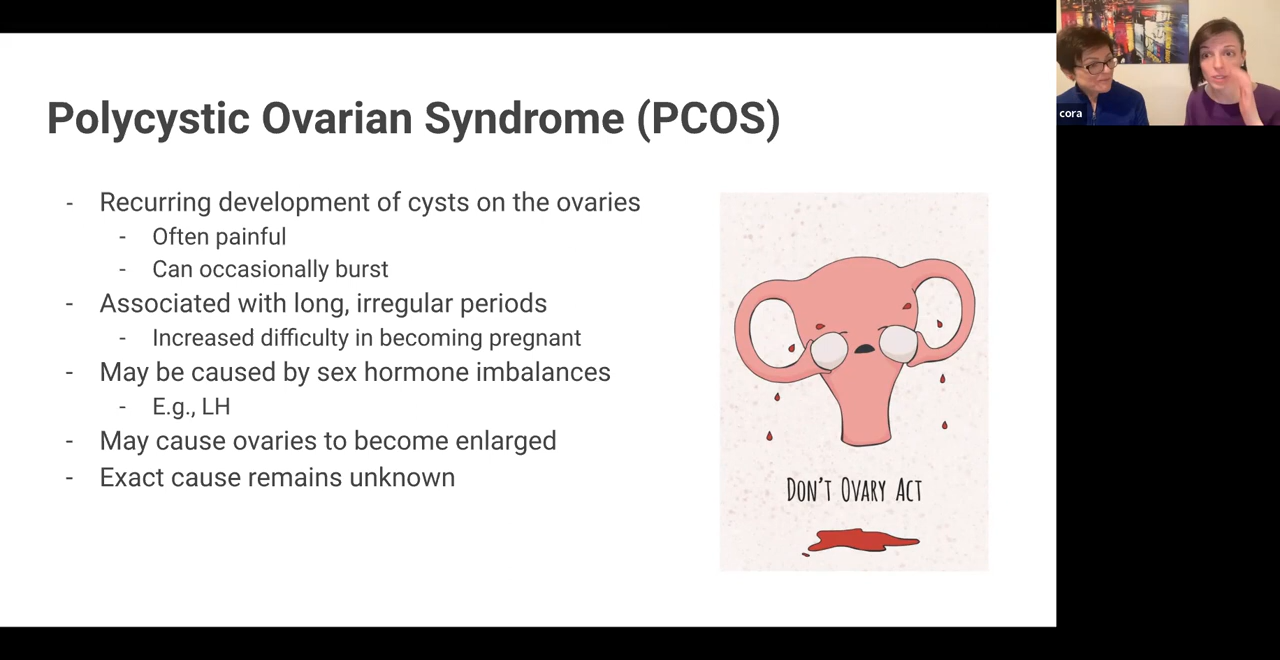 Polycystic Ovarian Syndrome (PCOS)
- Recurring development of cysts on the ovaries
- Often painful
- Can occasionally burst
- Associated with long, irregular periods
- Increased difficulty in becoming pregnant
- May be caused by sex hormone imbalances
- E.g., LH
- May cause ovaries to become enlarged
- Exact cause remains unknown
DON'T OVARY ACT
cora